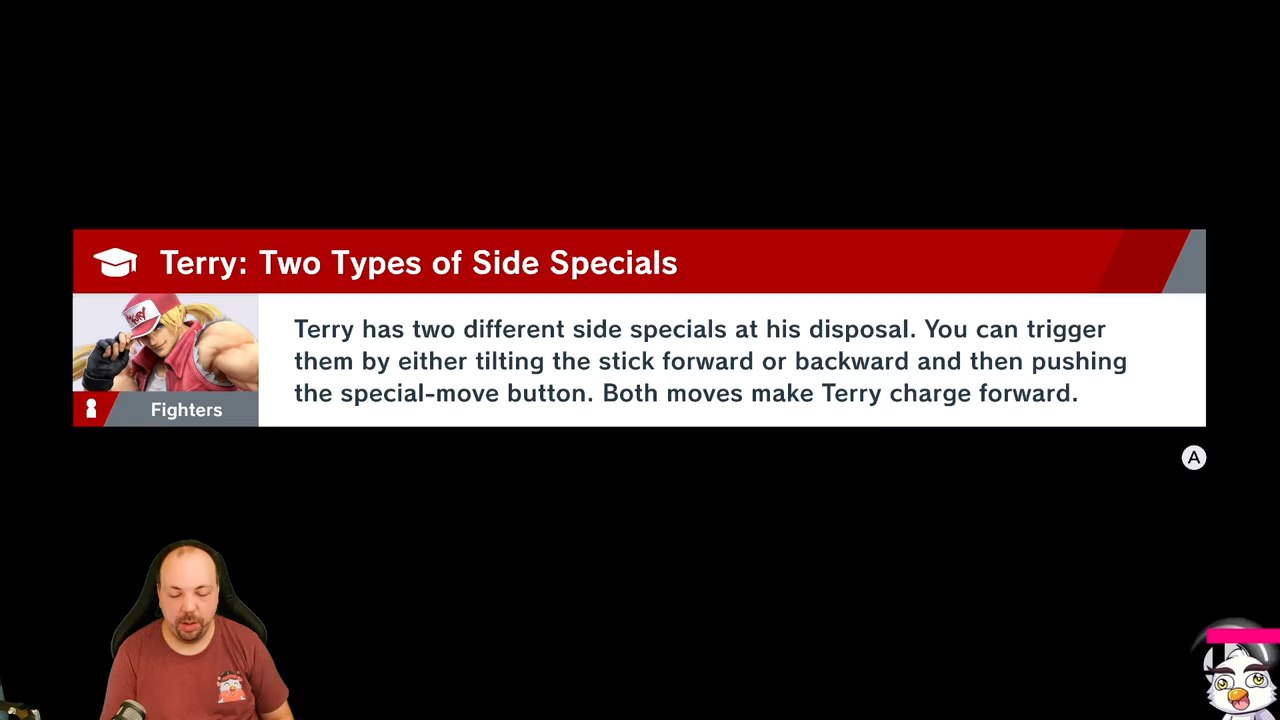 Terry: Two Types of Side Specials
Terry has two different side specials at his disposal. You can trigger
them by either tilting the stick forward or backward and then pushing
the special-move button. Both moves make Terry charge forward.
Fighters
A